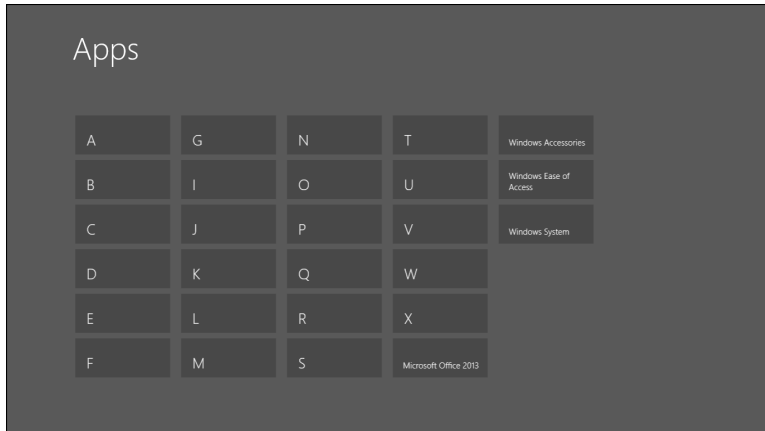 Apps
A
B
C
D
E
F
G
I
J
K
L
M
N
O
P
Q
R
S
T
U
V
W
X
Microsoft Office 2013
Windows Accessories
Windows Ease of
Access
Windows System